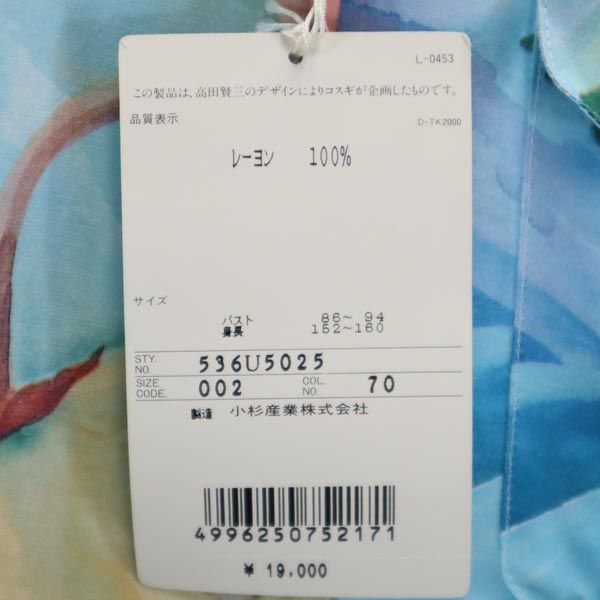 L-0453
この製品は、高田賢三のデザインによりコスギが企画したものです。
品質表示
D-TK2000
レーヨン 100%
サイズ
バスト 86～ 94
身長 152～160
STY. NO. 536U5025
SIZE CODE. 002 COL. NO. 70
製造 小杉産業株式会社
4996250752171
¥ 19,000